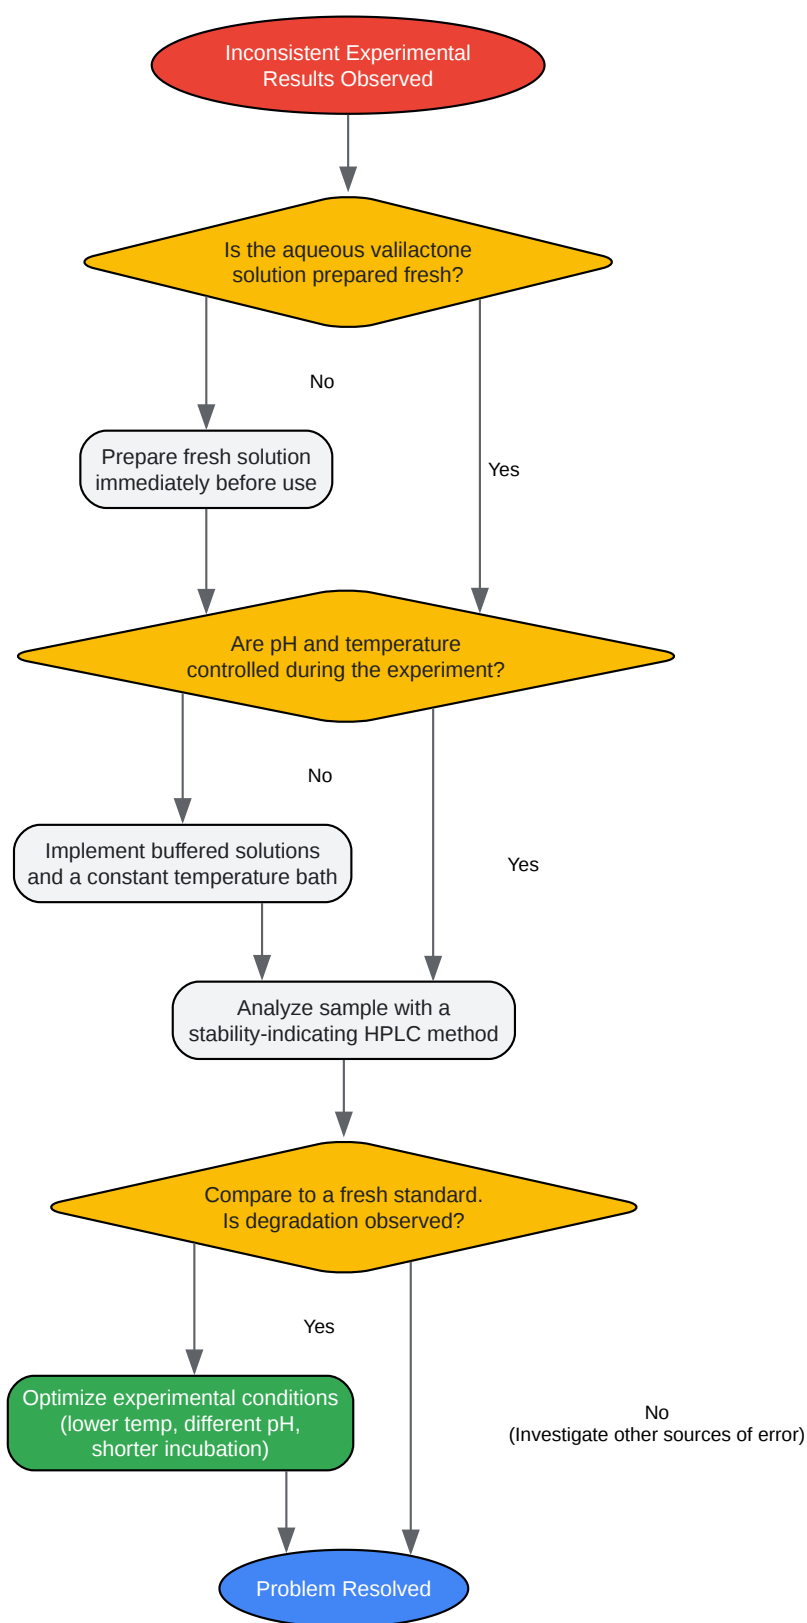 Inconsistent Experimental
Results Observed
Is the aqueous valilactone
solution prepared fresh?
No
Prepare fresh solution
immediately before use
Yes
Are pH and temperature
controlled during the experiment?
No
Implement buffered solutions
and a constant temperature bath
Yes
Analyze sample with a
stability-indicating HPLC method
Compare to a fresh standard.
Is degradation observed?
Yes
Optimize experimental conditions
(lower temp, different pH,
shorter incubation)
No
(Investigate other sources of error)
Problem Resolved